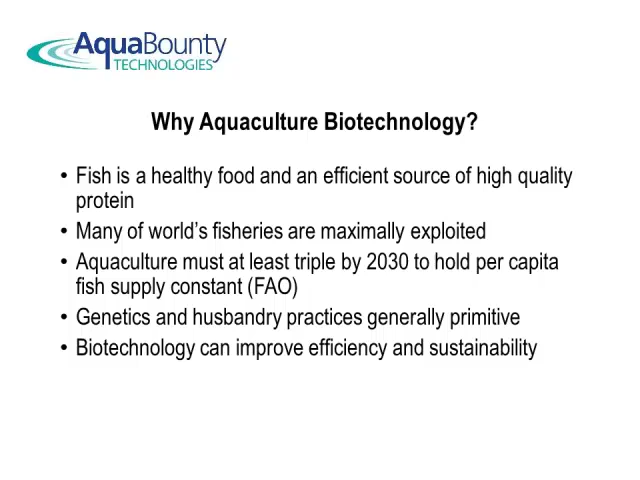 AquaBounty
TECHNOLOGIES
Why Aquaculture Biotechnology?
• Fish is a healthy food and an efficient source of high quality
protein
• Many of world's fisheries are maximally exploited
• Aquaculture must at least triple by 2030 to hold per capita
fish supply constant (FAO)
• Genetics and husbandry practices generally primitive
• Biotechnology can improve efficiency and sustainability